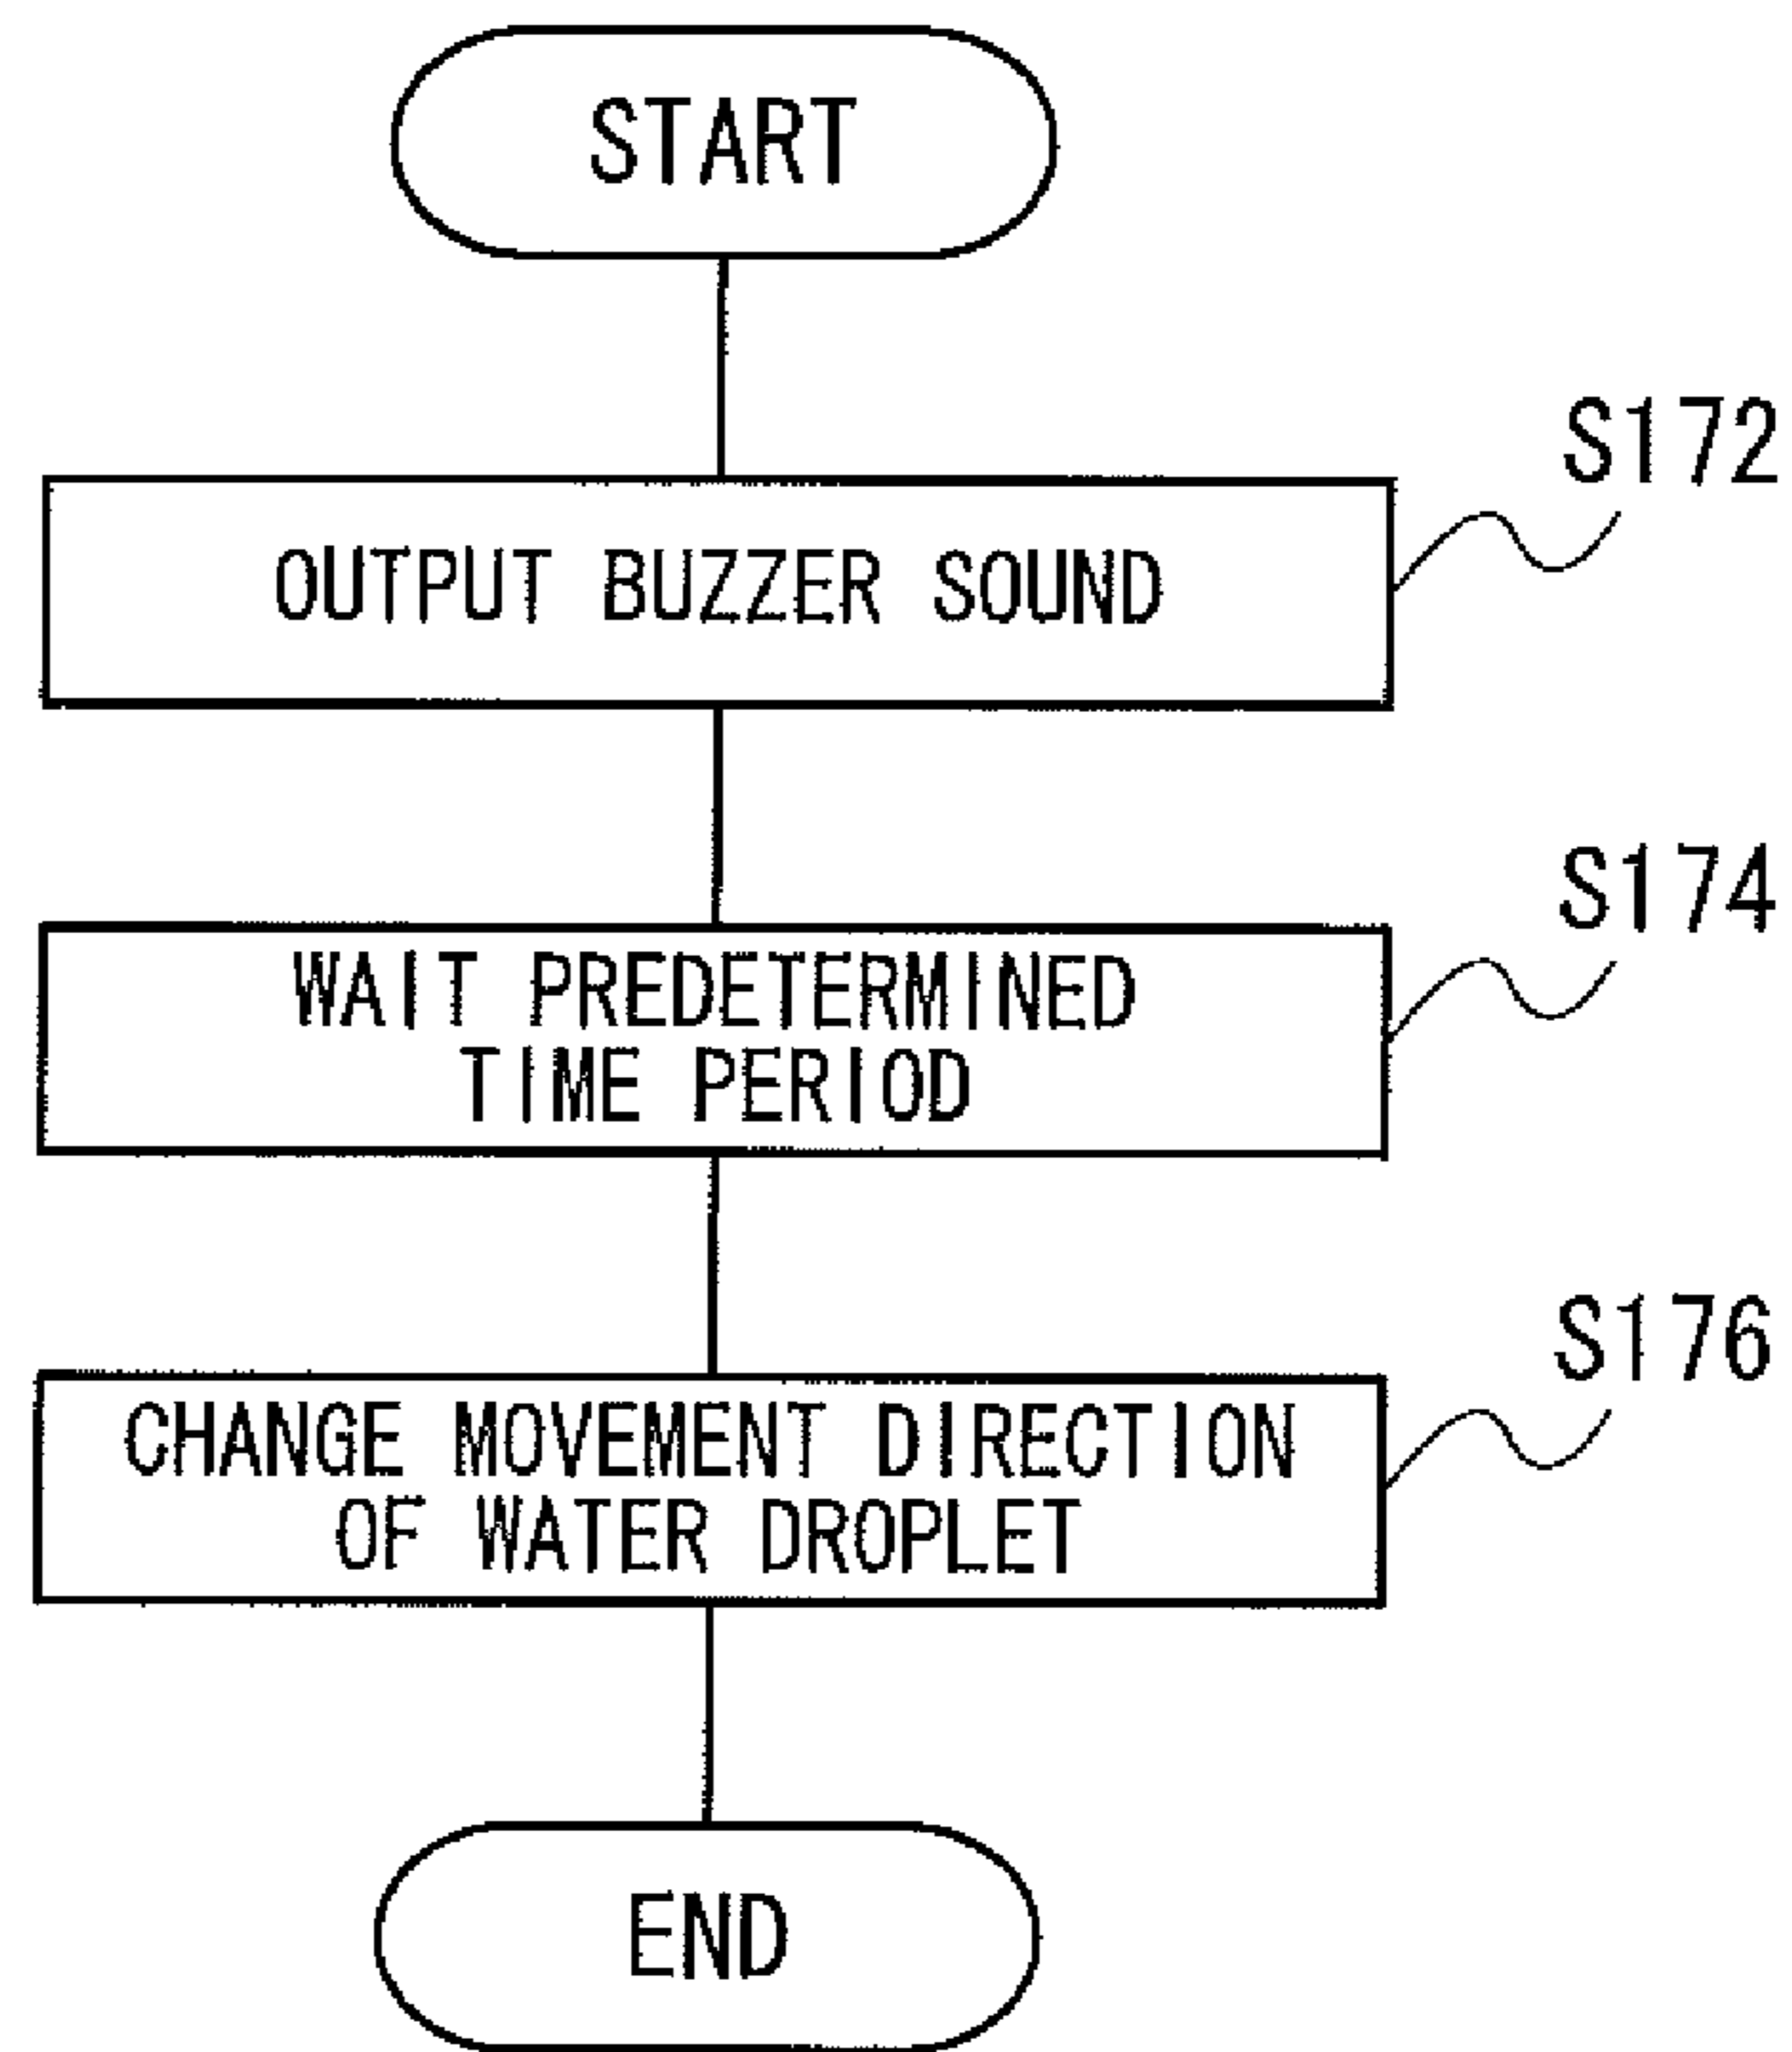 START
S172
OUTPUT BUZZER SOUND
S174
WAIT PREDETERMINED
TIME PERIOD
S176
CHANGE MOVEMENT DIRECTION
OF WATER DROPLET
END